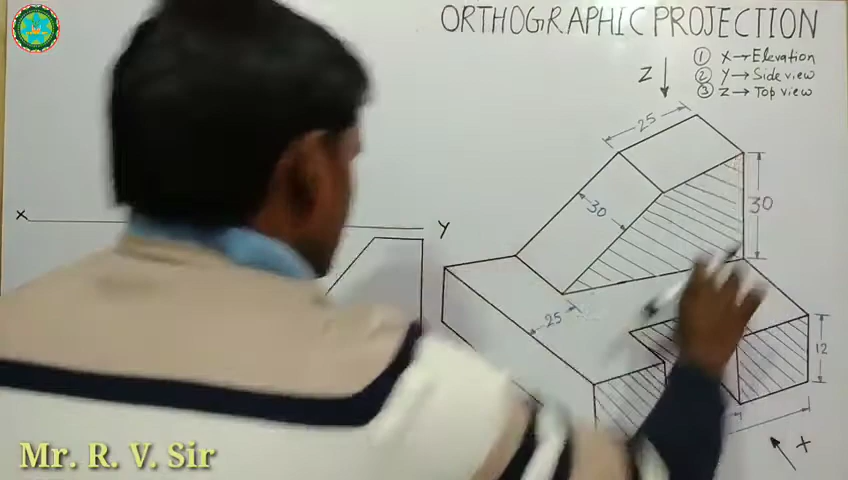 ORTHOGRAPHIC PROJECTION
① X→Elevation
② Y→Side view
③ Z→Top view
Z
25
30
30
X
Y
25
12
X
Mr. R. V. Sir